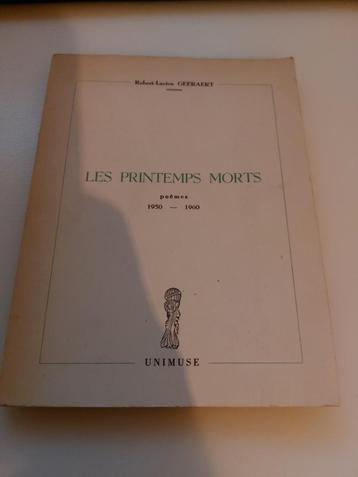 Robert-Lucien GEERAERT
LES PRINTEMPS MORTS
poèmes
1950 — 1960
UNIMUSE